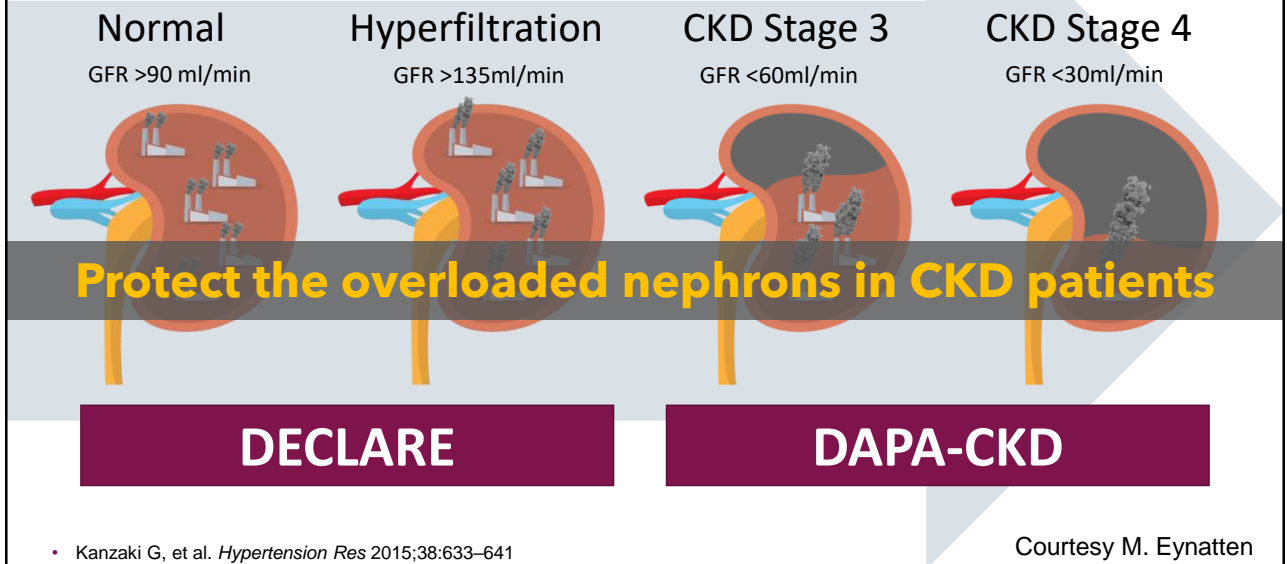 Normal
GFR >90 ml/min
Hyperfiltration
GFR >135ml/min
CKD Stage 3
GFR <60ml/min
CKD Stage 4
GFR <30ml/min
Protect the overloaded nephrons in CKD patients
DECLARE
DAPA-CKD
• Kanzaki G, et al. Hypertension Res 2015;38:633–641
Courtesy M. Eynatten